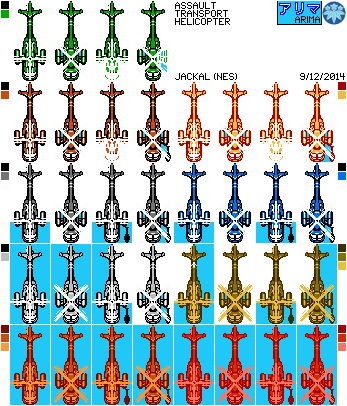 ASSAULT
TRANSPORT
HELICOPTER
アリマ
ARIMA
JACKAL (NES)
9/12/2014